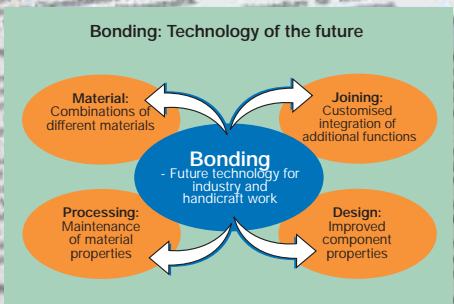 Bonding: Technology of the future
Material:
Combinations of
different materials
Joining:
Customised
integration of
additional functions
Bonding
- Future technology for
industry and
handicraft work
Processing:
Maintenance
of material
properties
Design:
Improved
component
properties